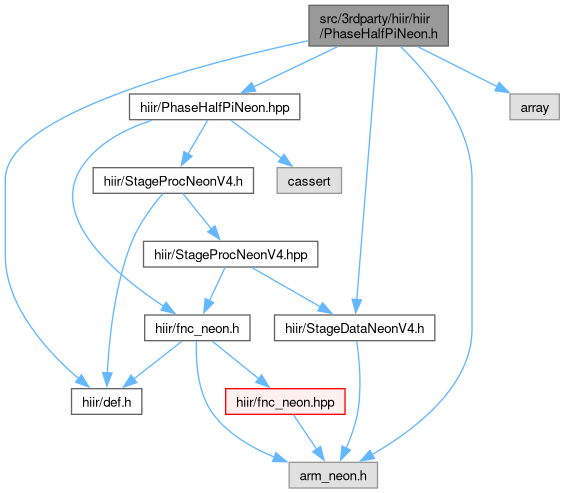 src/3rdparty/hiir/hiir
/PhaseHalfPiNeon.h
hiir/PhaseHalfPiNeon.hpp
array
hiir/StageProcNeonV4.h
cassert
hiir/StageProcNeonV4.hpp
hiir/fnc_neon.h
hiir/StageDataNeonV4.h
hiir/def.h
hiir/fnc_neon.hpp
arm_neon.h